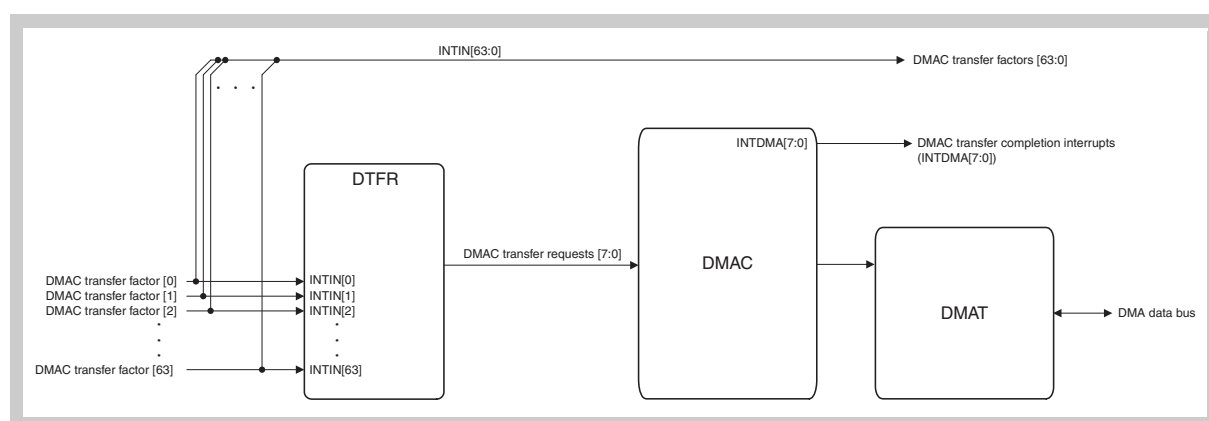 INTIN[63:0]
DMAC transfer factors [63:0]
INTDMA[7:0]
DMAC transfer completion interrupts
(INTDMA[7:0])
DTFR
DMAC transfer requests [7:0]
DMAC
DMAC transfer factor [0]
INTIN[0]
DMAC transfer factor [1]
INTIN[1]
DMAC transfer factor [2]
INTIN[2]
DMAT
DMA data bus
DMAC transfer factor [63]
INTIN[63]